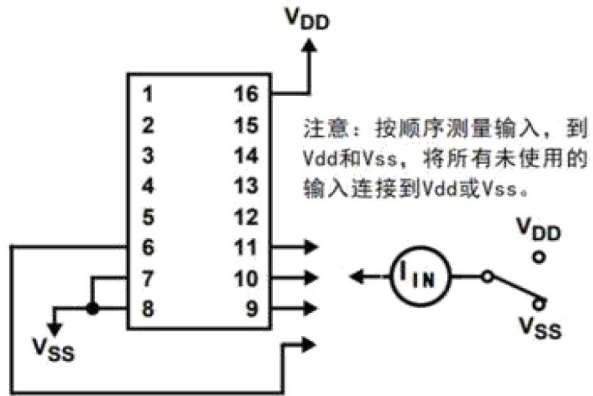 VDD
1 16
2 15
3 14
4 13
5 12
6 11
7 10
8 9
VSS
注意：按顺序测量输入，到
Vdd和Vss，将所有未使用的
输入连接到Vdd或Vss。
IIN
VDD
VSS